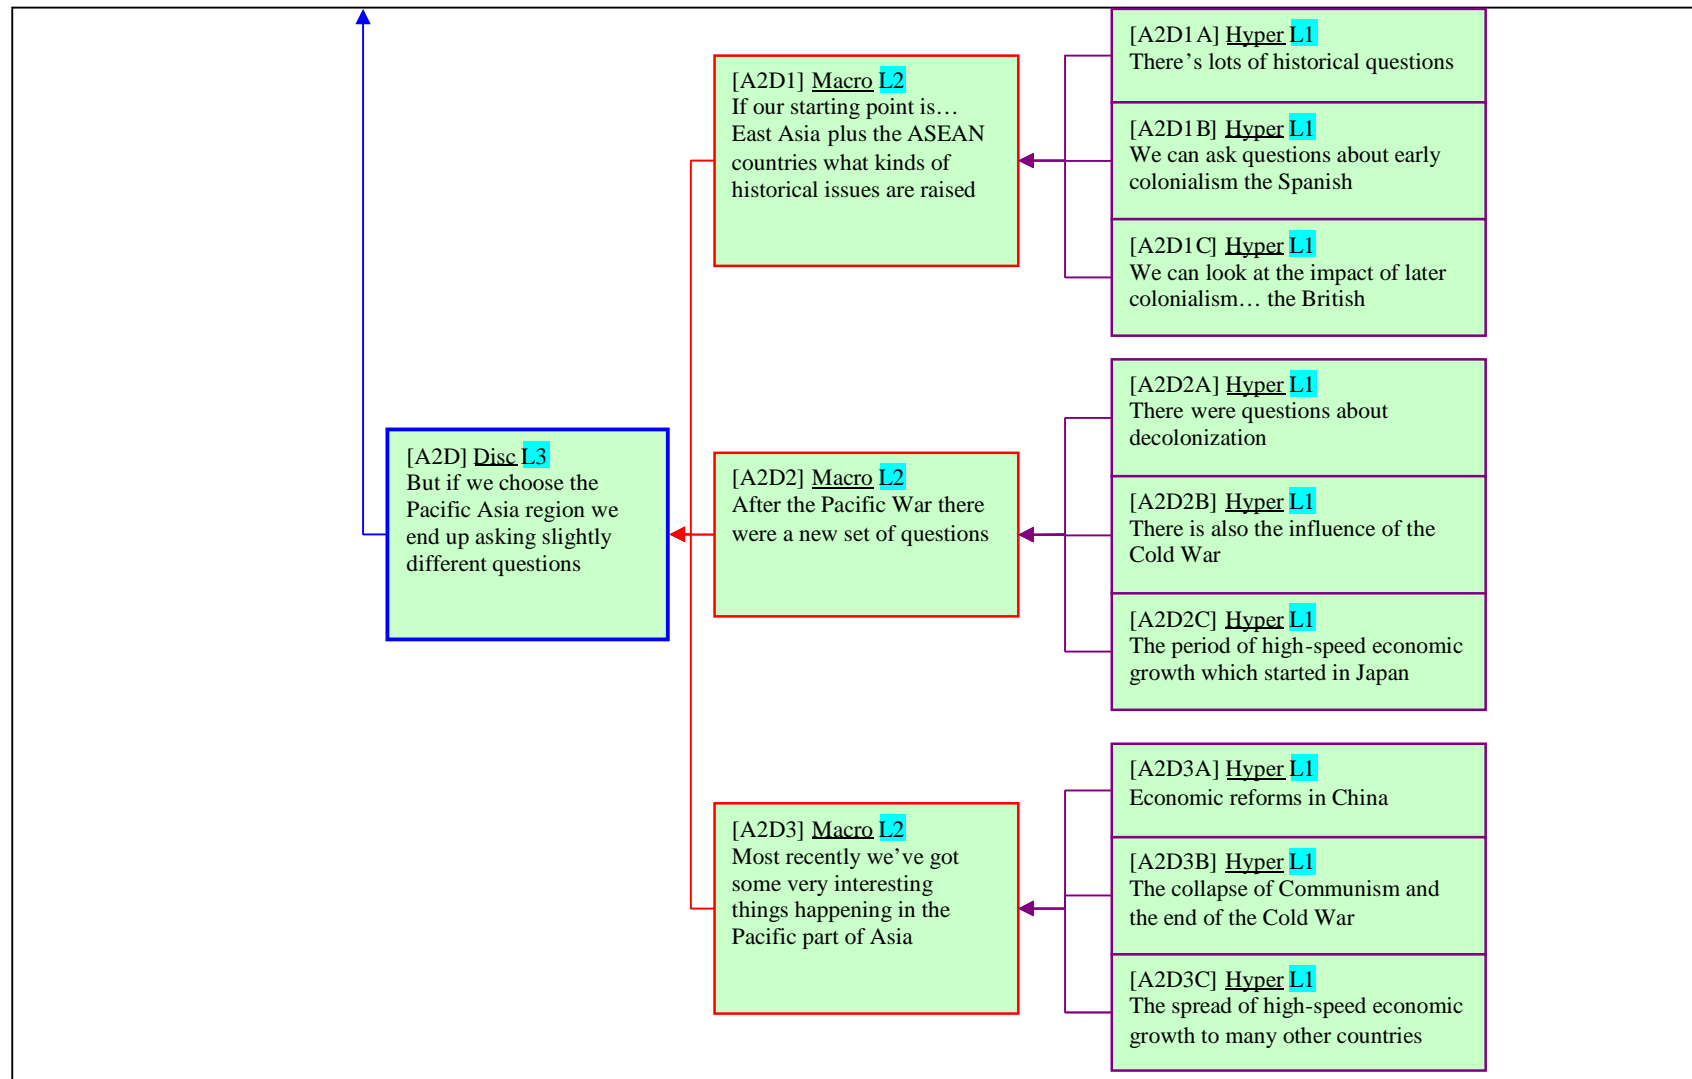 [A2D] Disc L3
But if we choose the
Pacific Asia region we
end up asking slightly
different questions
[A2D1] Macro L2
If our starting point is…
East Asia plus the ASEAN
countries what kinds of
historical issues are raised
[A2D1A] Hyper L1
There’s lots of historical questions
[A2D1B] Hyper L1
We can ask questions about early
colonialism the Spanish
[A2D1C] Hyper L1
We can look at the impact of later
colonialism… the British
[A2D2] Macro L2
After the Pacific War there
were a new set of questions
[A2D2A] Hyper L1
There were questions about
decolonization
[A2D2B] Hyper L1
There is also the influence of the
Cold War
[A2D2C] Hyper L1
The period of high-speed economic
growth which started in Japan
[A2D3] Macro L2
Most recently we’ve got
some very interesting
things happening in the
Pacific part of Asia
[A2D3A] Hyper L1
Economic reforms in China
[A2D3B] Hyper L1
The collapse of Communism and
the end of the Cold War
[A2D3C] Hyper L1
The spread of high-speed economic
growth to many other countries